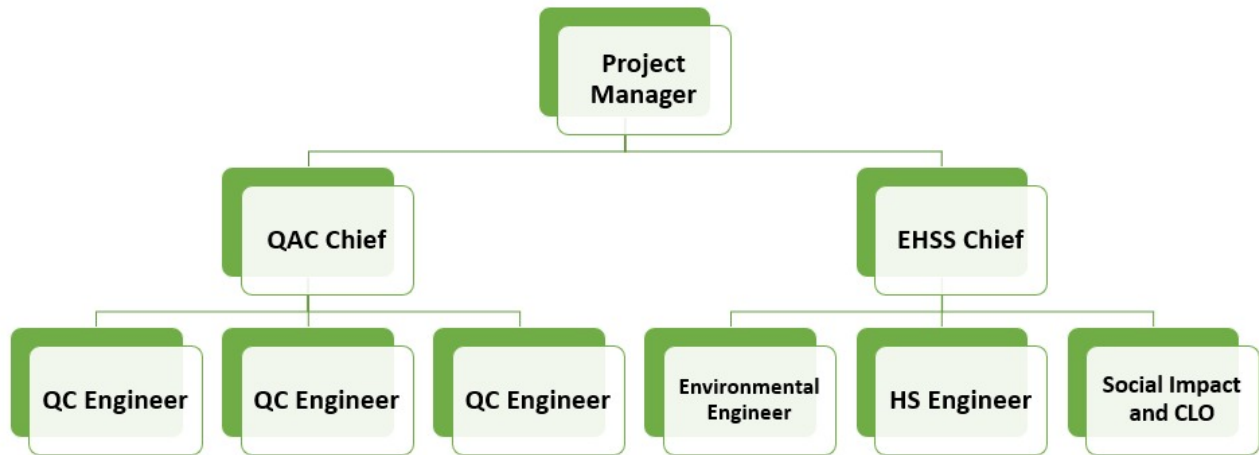 Project
Manager
QAC Chief
EHSS Chief
QC Engineer
QC Engineer
QC Engineer
Environmental
Engineer
HS Engineer
Social Impact
and CLO